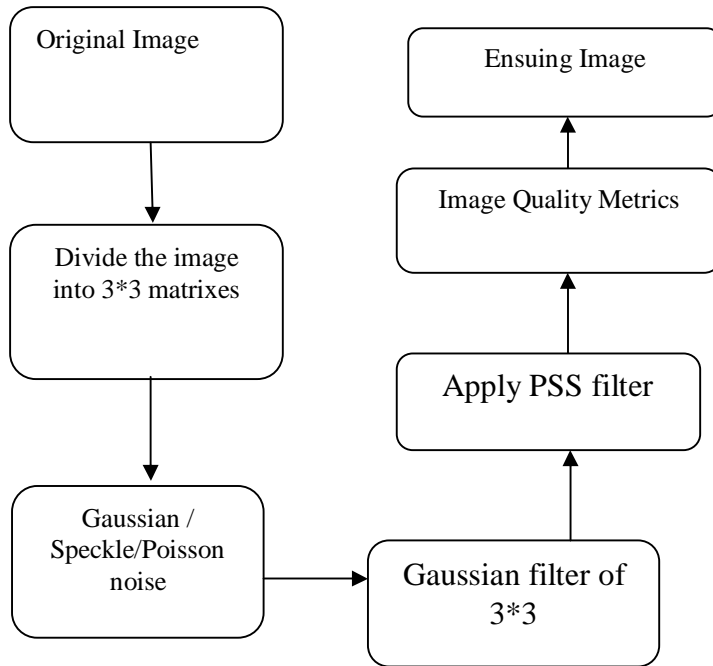 Original Image
Divide the image
into 3*3 matrixes
Gaussian /
Speckle/Poisson
noise
Gaussian filter of
3*3
Apply PSS filter
Image Quality Metrics
Ensuing Image